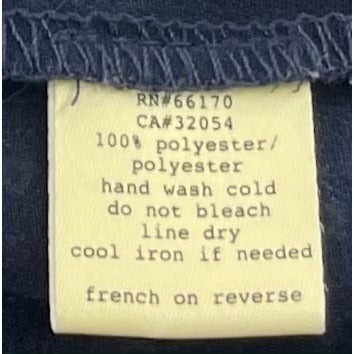 RN#66170
CA#32054
100% polyester/
polyester
hand wash cold
do not bleach
line dry
cool iron if needed
french on reverse